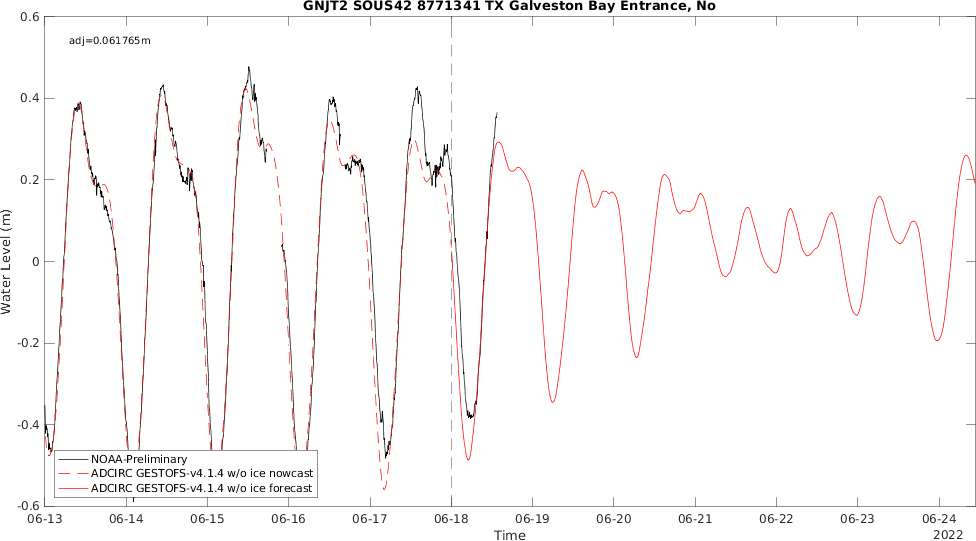 GNJT2 SOUS42 8771341 TX Galveston Bay Entrance, No
adj=0.061765m
Water Level (m)
0.6
0.4
0.2
0
-0.2
-0.4
-0.6
NOAA-Preliminary
ADCIRC GESTOFS-v4.1.4 w/o ice nowcast
ADCIRC GESTOFS-v4.1.4 w/o ice forecast
06-13 06-14 06-15 06-16 06-17 06-18 06-19 06-20 06-21 06-22 06-23 06-24
Time
2022